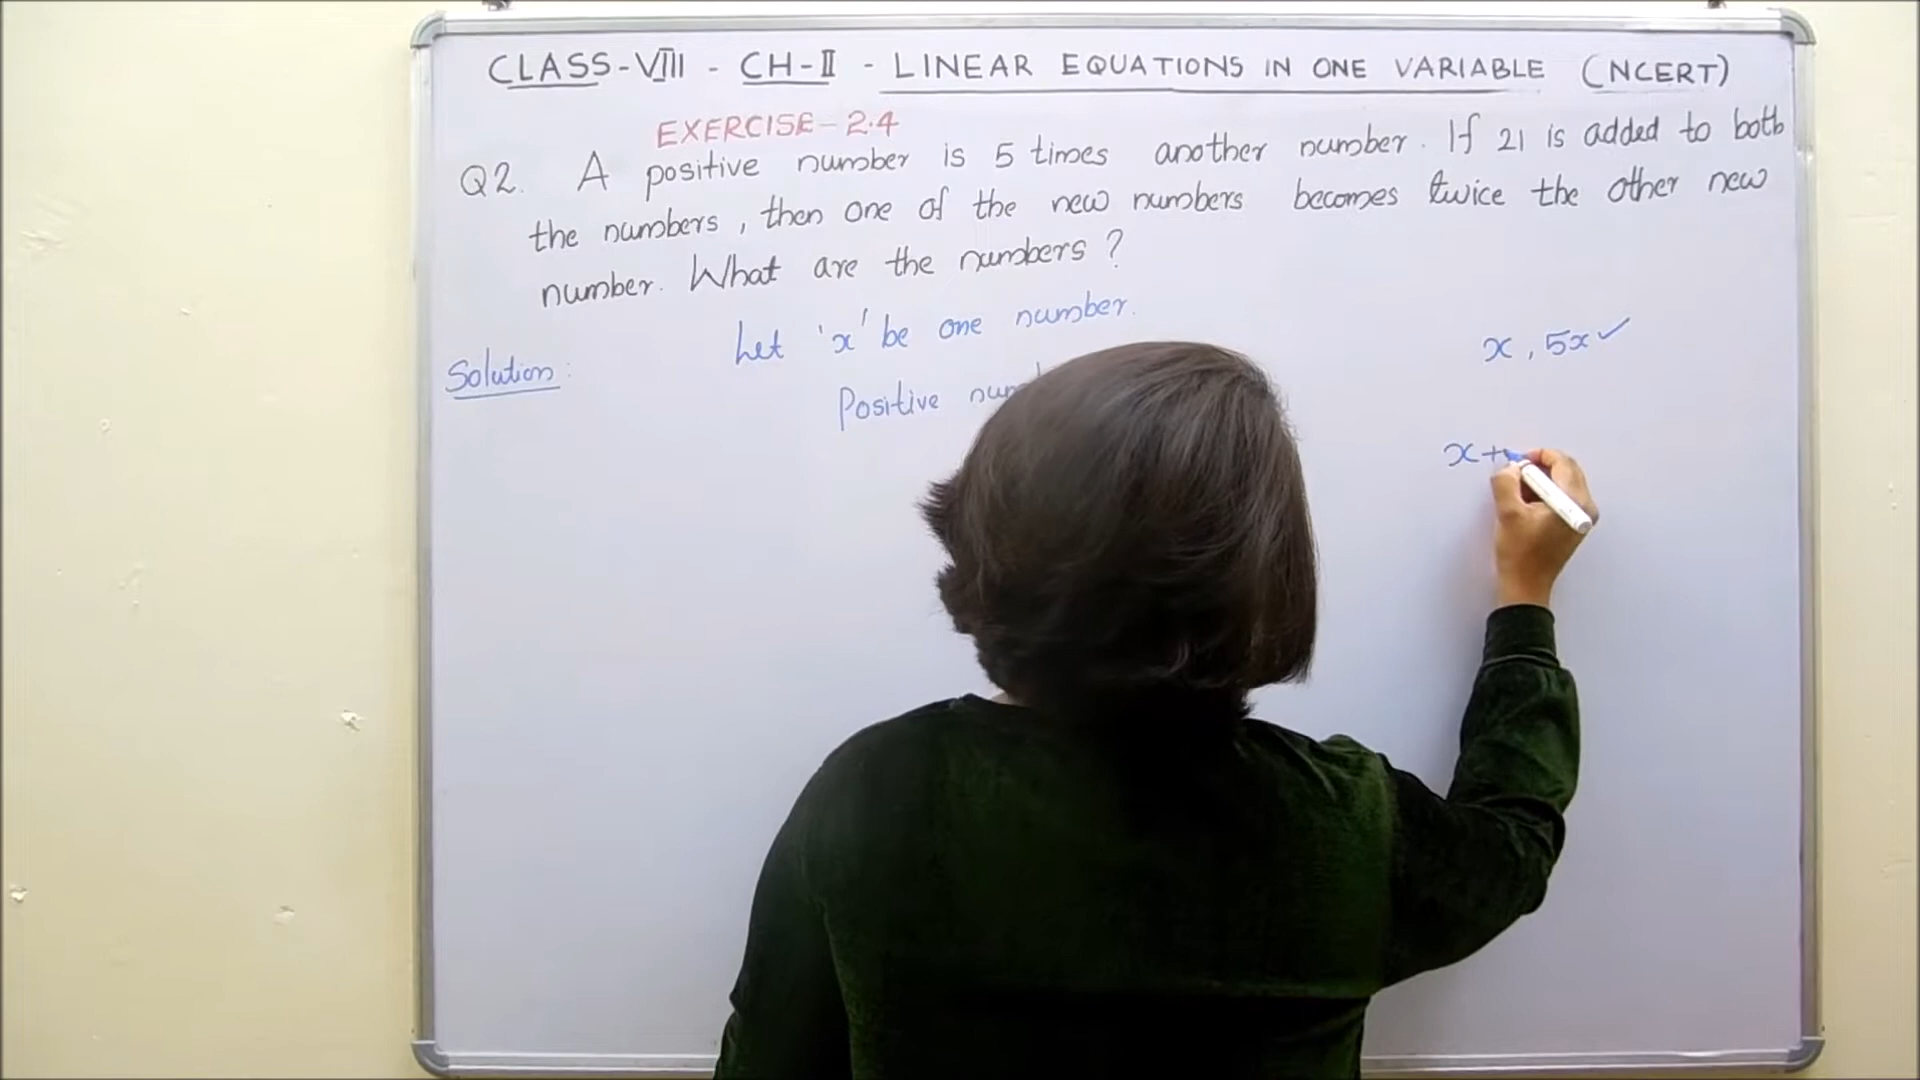 CLASS-VIII - CH-II - LINEAR EQUATIONS IN ONE VARIABLE (NCERT)
EXERCISE-2.4
Q2. A positive number is 5 times another number. If 21 is added to both
the numbers, then one of the new numbers becomes twice the other new
number. What are the numbers?
Solution: Let 'x' be one number.
x, 5x✓
Positive
x+